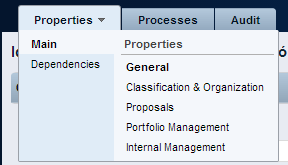 Properties Processes Audit
Main Properties
General
Dependencies Classification & Organization
Proposals
Portfolio Management
Internal Management